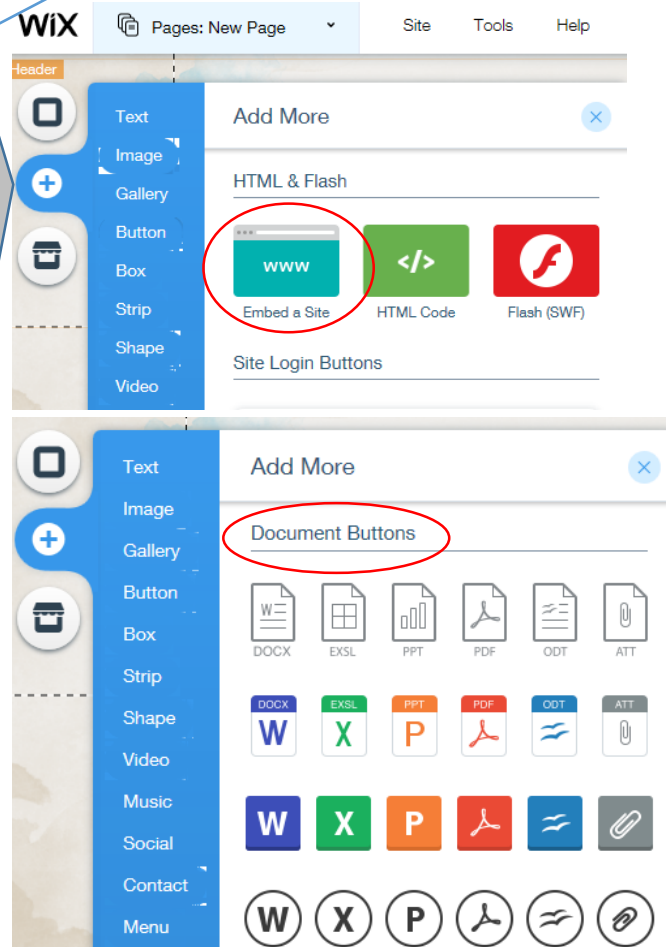 WiX Pages: New Page Site Tools Help
Header
Text
Image
Gallery
Button
Box
Strip
Shape
Video
Add More
HTML & Flash
www
</>
Embed a Site HTML Code Flash (SWF)
Site Login Buttons
Text
Image
Gallery
Button
Box
Strip
Shape
Video
Music
Social
Contact
Menu
Add More
Document Buttons
W
DOCX EXSL PPT PDF ODT ATT
DOCX EXSL PPT PDF ODT ATT
W X P
W X P
W X P